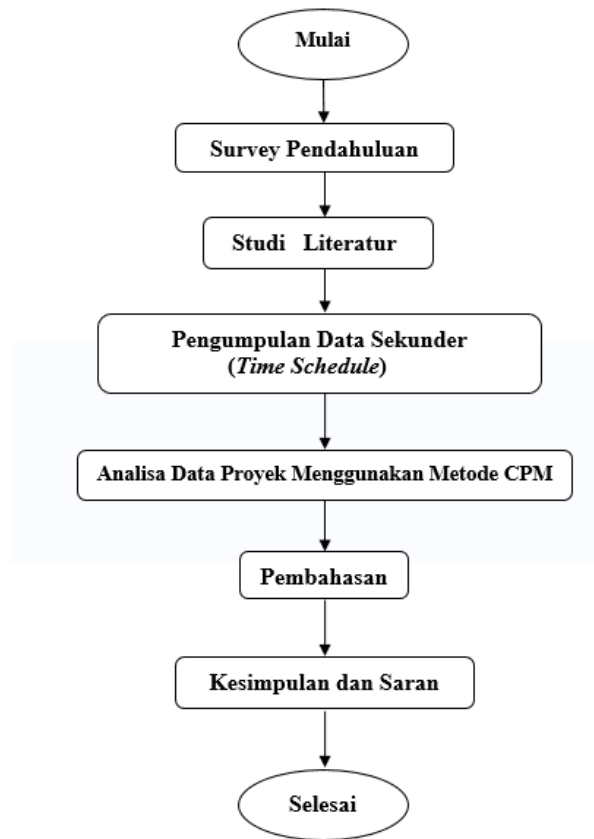 Mulai
Survey Pendahuluan
Studi Literatur
Pengumpulan Data Sekunder
(Time Schedule)
Analisa Data Proyek Menggunakan Metode CPM
Pembahasan
Kesimpulan dan Saran
Selesai